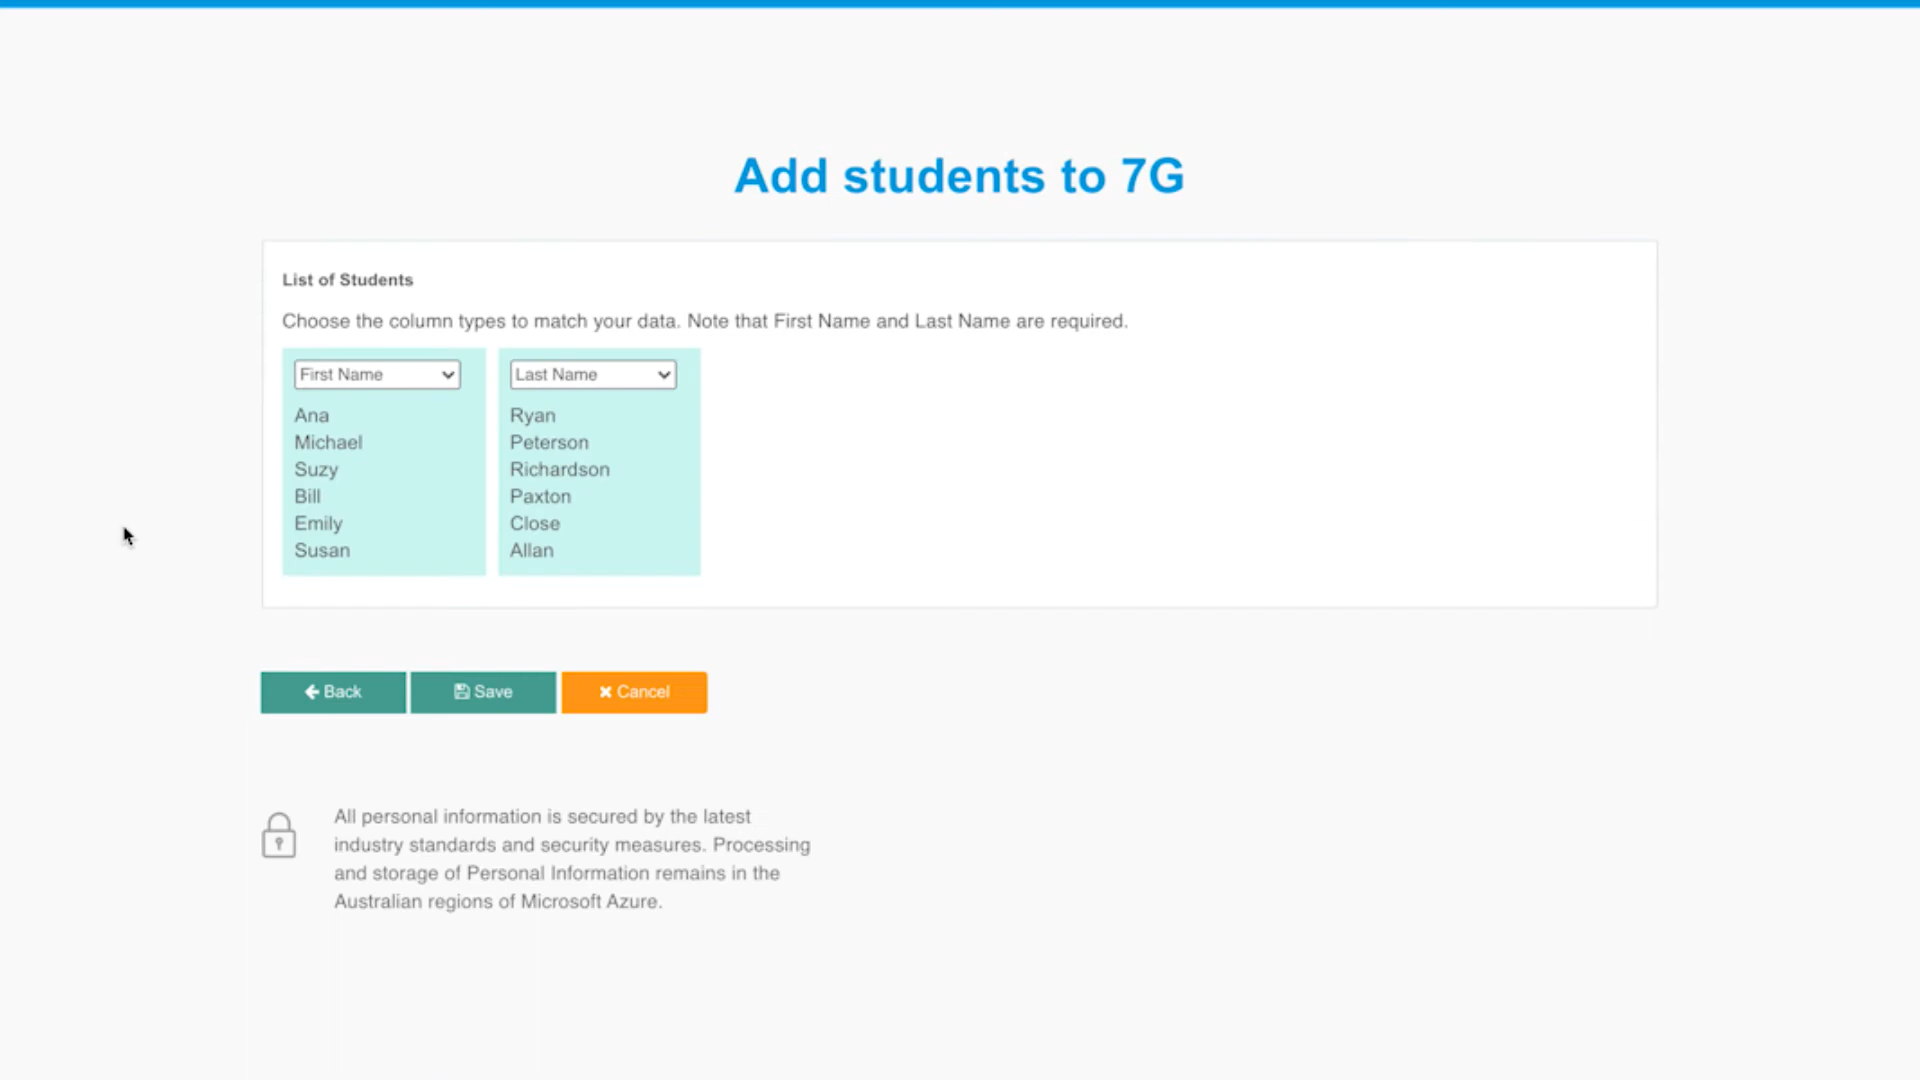 Add students to 7G
List of Students
Choose the column types to match your data. Note that First Name and Last Name are required.
First Name Last Name
Ana Ryan
Michael Peterson
Suzy Richardson
Bill Paxton
Emily Close
Susan Allan
Back Save Cancel
All personal information is secured by the latest
industry standards and security measures. Processing
and storage of Personal Information remains in the
Australian regions of Microsoft Azure.